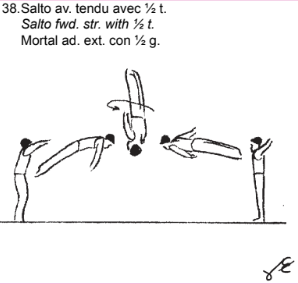 38.Salto av. tendu avec ½ t.
Salto fwd. str. with ½ t.
Mortal ad. ext. con ½ g.